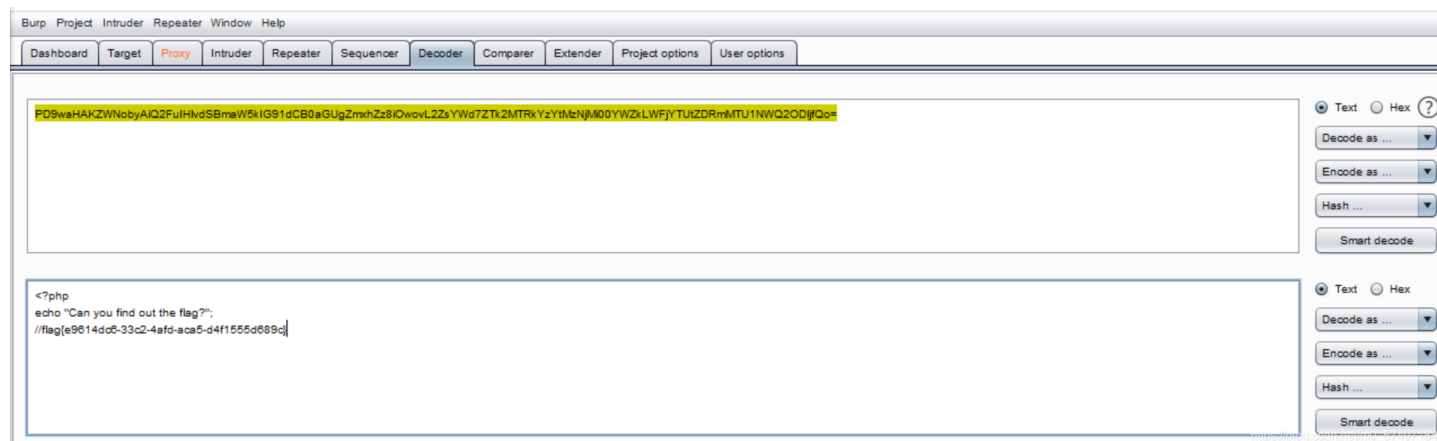 Burp Project Intruder Repeater Window Help
Dashboard Target Proxy Intruder Repeater Sequencer Decoder Comparer Extender Project options User options
PD9waHAKZWNobyAiQ2FuIHlvdSBmaW5kIG91dCB0aGUgZmxhZz8iOwovL2ZsYWd7ZTk2MTRkYzYtMzNjMi00YWZkLWFjYTUtZDRmMTU1NWQ2ODljfQo=
Text Hex ?
Decode as ...
Encode as ...
Hash ...
Smart decode
<?php
echo "Can you find out the flag?";
//flag{e9614dc6-33c2-4afd-aca5-d4f1555d689c}
Text Hex
Decode as ...
Encode as ...
Hash ...
Smart decode